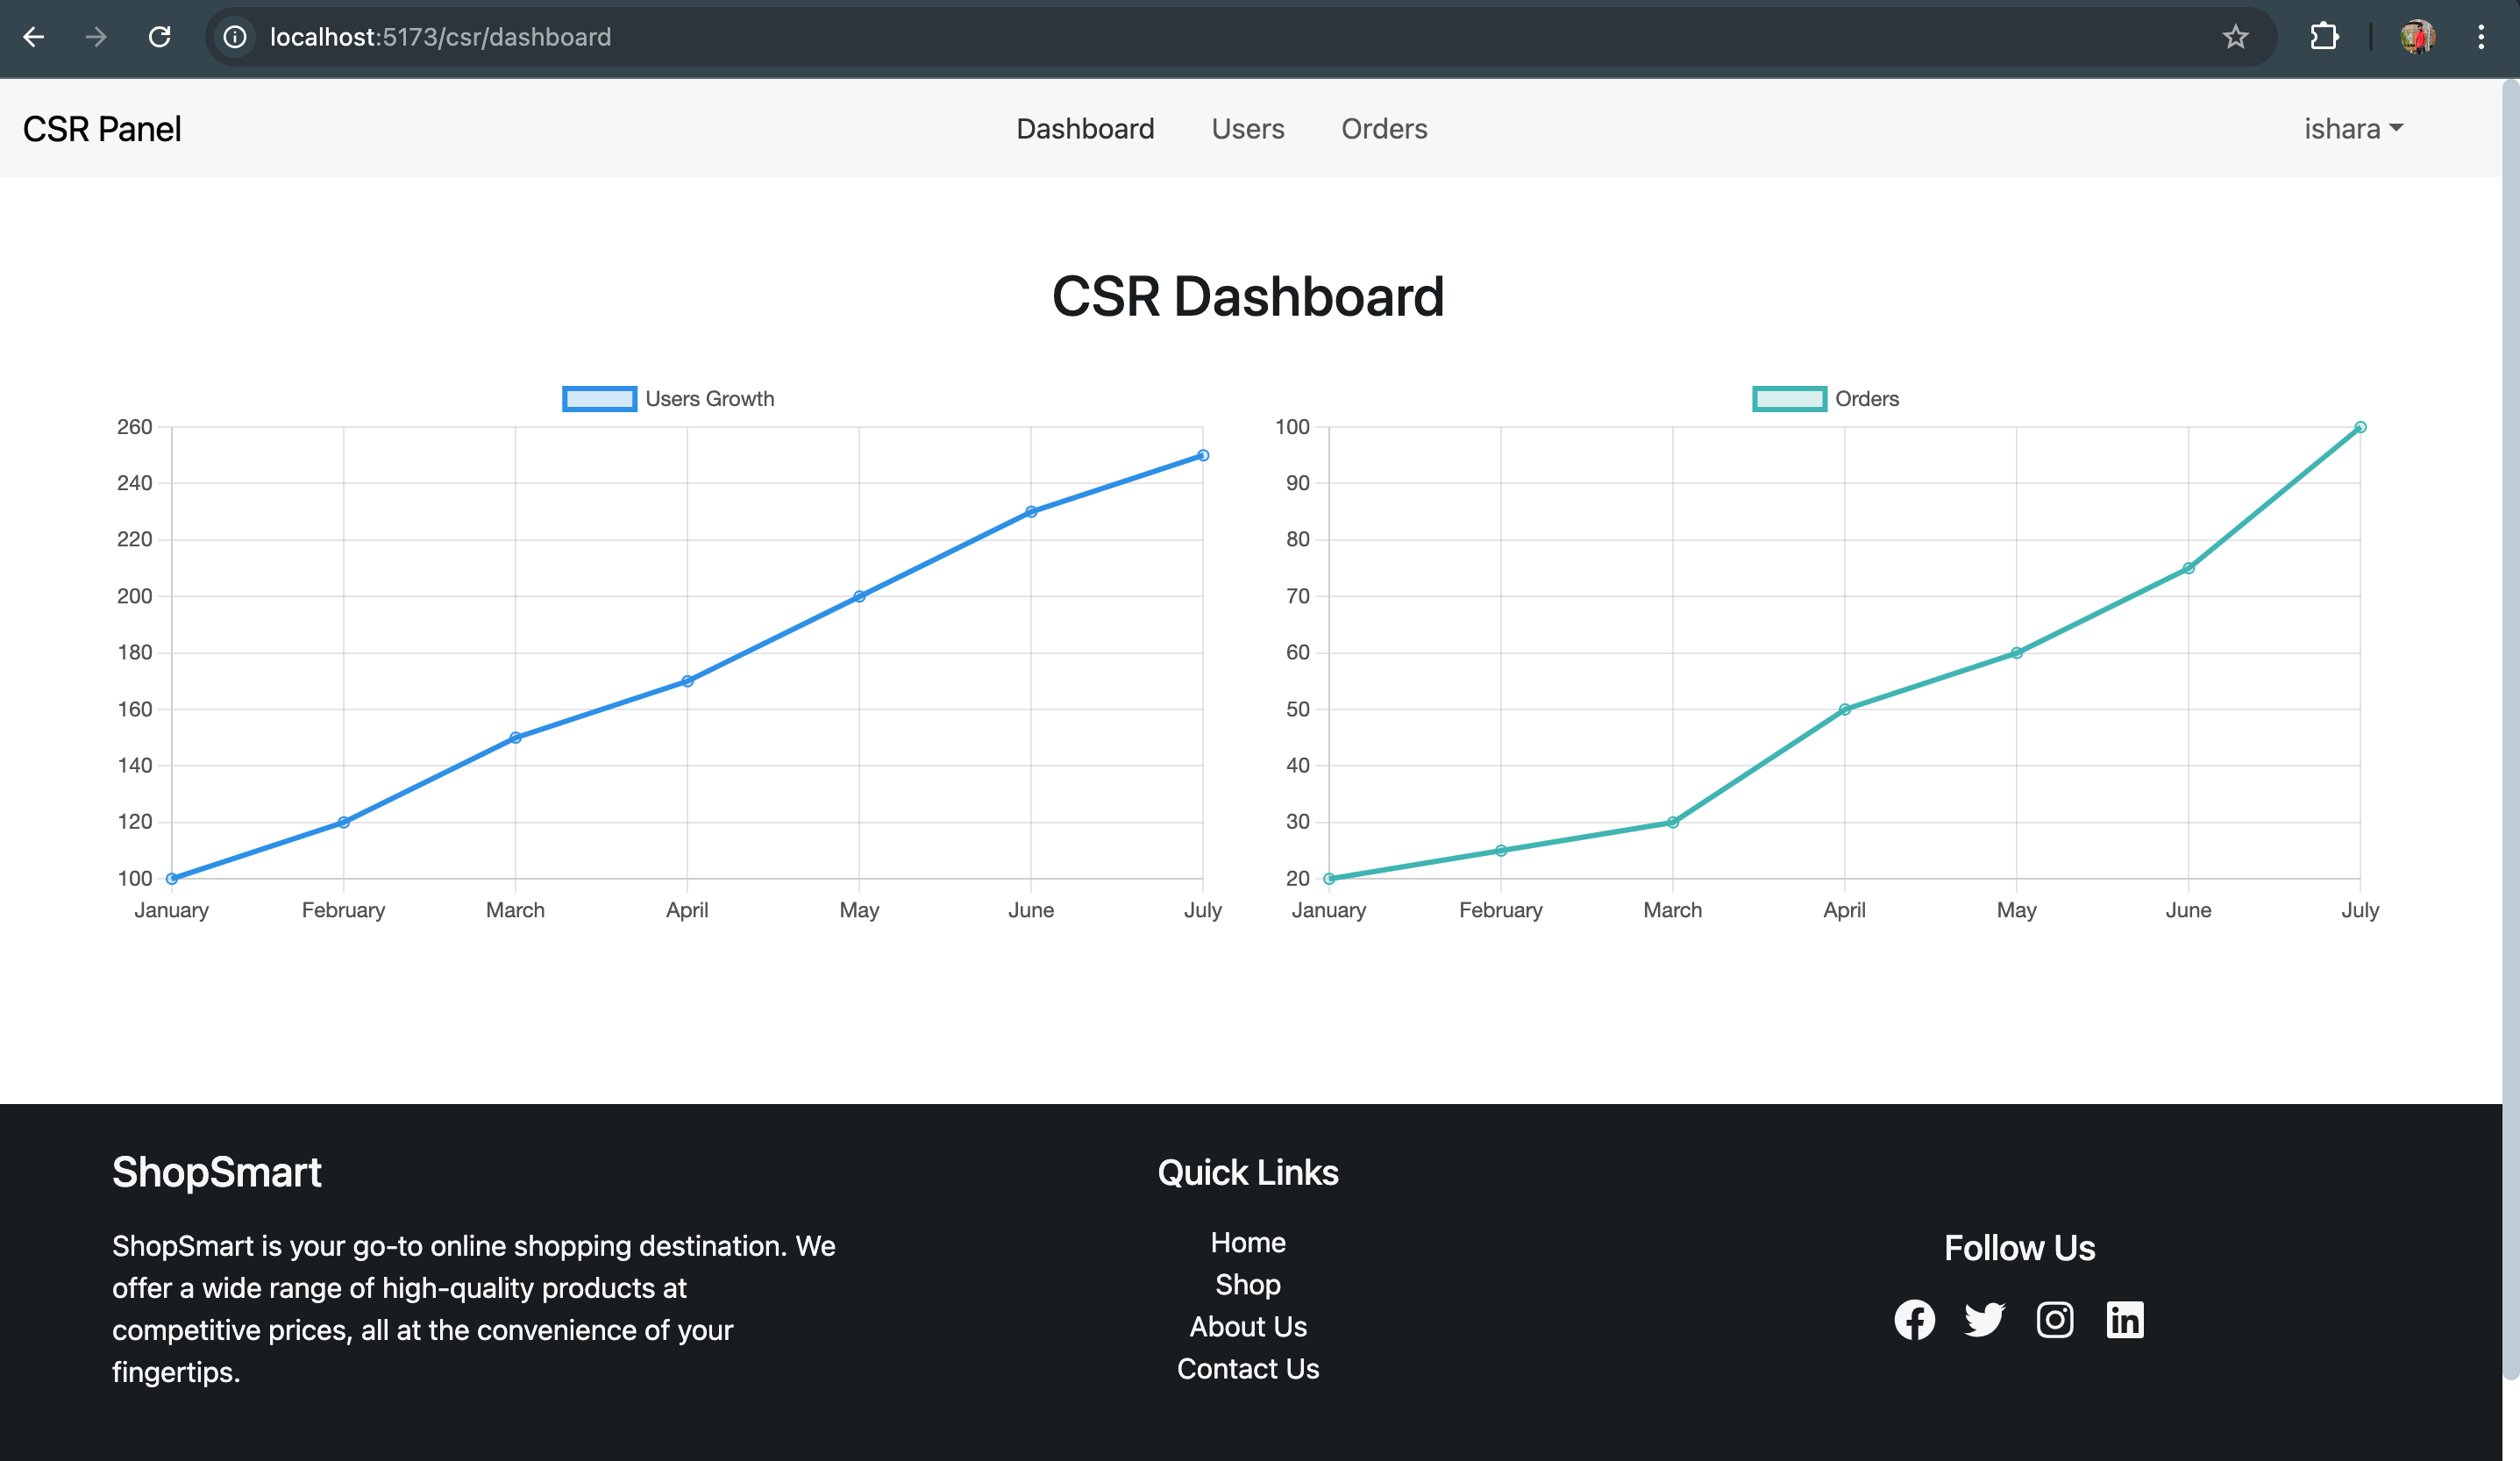 localhost:5173/csr/dashboard
CSR Panel
Dashboard Users Orders
ishara
CSR Dashboard
Users Growth
260
240
220
200
180
160
140
120
100
January February March April May June July
Orders
100
90
80
70
60
50
40
30
20
January February March April May June July
ShopSmart
ShopSmart is your go-to online shopping destination. We
offer a wide range of high-quality products at
competitive prices, all at the convenience of your
fingertips.
Quick Links
Home
Shop
About Us
Contact Us
Follow Us